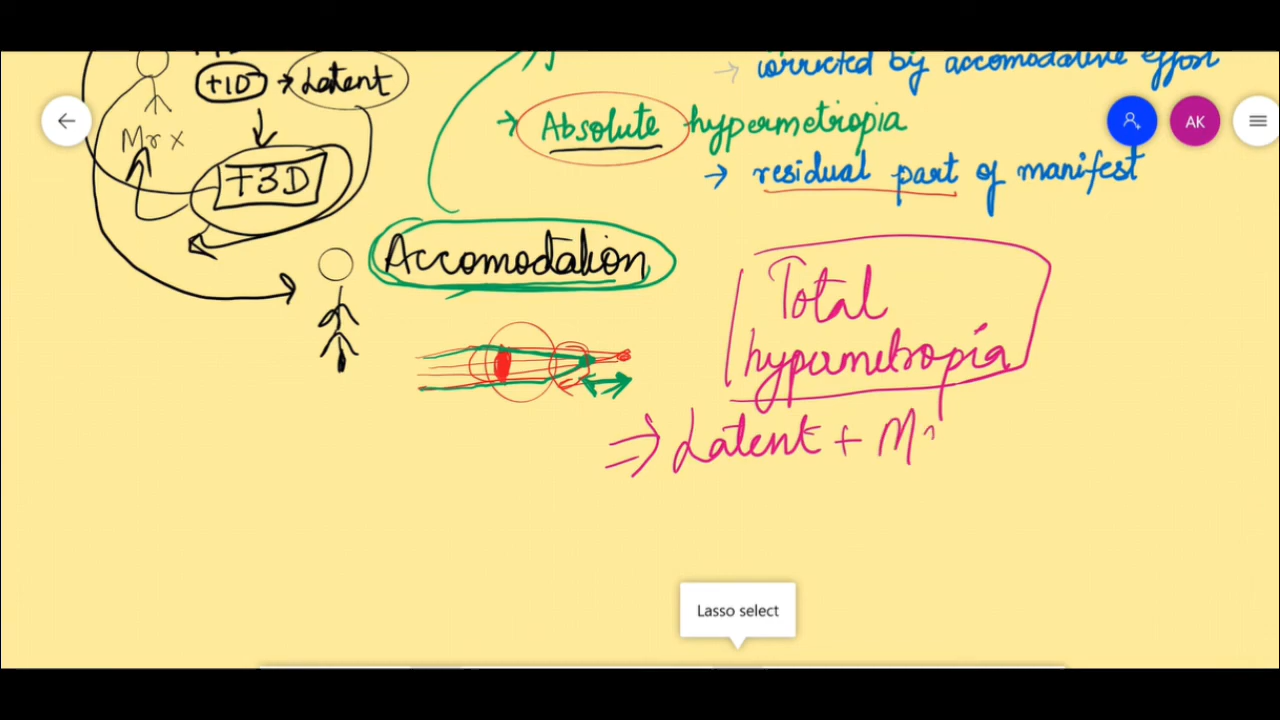 +1D → Latent
Mr x
F3D
corrected by accomodative effort
→ Absolute hypermetropia
→ residual part of manifest
AK
Accomodation
Total
hypermetropia
⇒ Latent + M
Lasso select